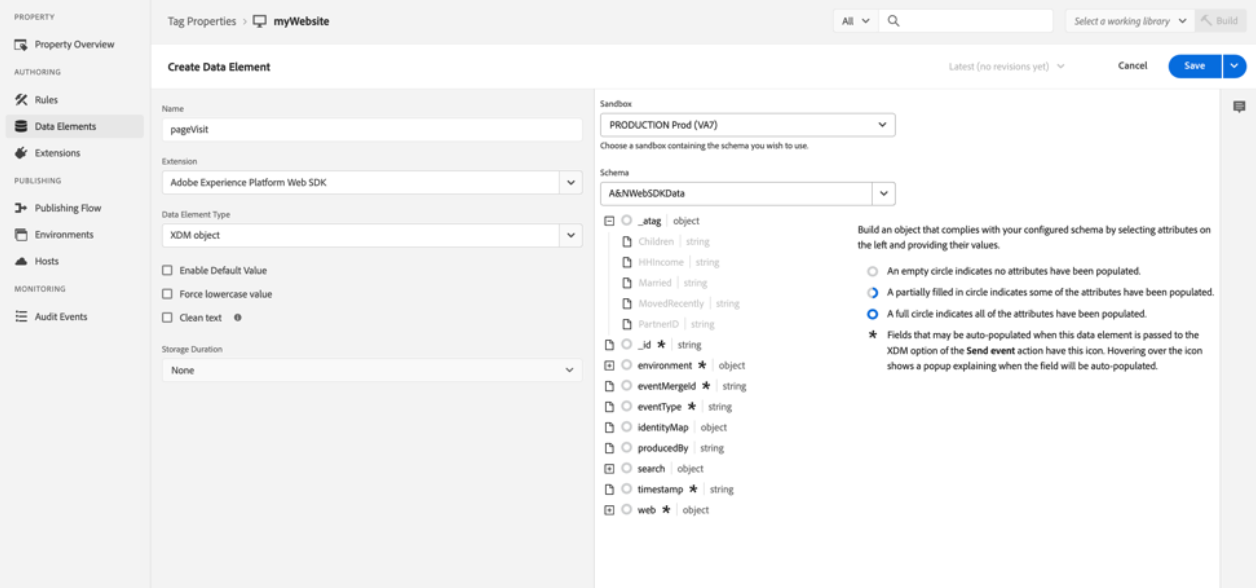 PROPERTY
Property Overview
AUTHORING
Rules
Data Elements
Extensions
PUBLISHING
Publishing Flow
Environments
Hosts
MONITORING
Audit Events
Tag Properties > myWebsite
All
Select a working library
Build
Create Data Element
Latest (no revisions yet)
Cancel
Save
Name
pageVisit
Extension
Adobe Experience Platform Web SDK
Data Element Type
XDM object
Enable Default Value
Force lowercase value
Clean text
Storage Duration
None
Sandbox
PRODUCTION Prod (VA7)
Choose a sandbox containing the schema you wish to use.
Schema
A&NWebSDKData
_atag object
Children string
HHIncome string
Married string
MovedRecently string
PartnerID string
_id * string
environment * object
eventMergeId * string
eventType * string
identityMap object
producedBy string
search object
timestamp * string
web * object
Build an object that complies with your configured schema by selecting attributes on
the left and providing their values.
An empty circle indicates no attributes have been populated.
A partially filled in circle indicates some of the attributes have been populated.
A full circle indicates all of the attributes have been populated.
* Fields that may be auto-populated when this data element is passed to the
XDM option of the Send event action have this icon. Hovering over the icon
shows a popup explaining when the field will be auto-populated.